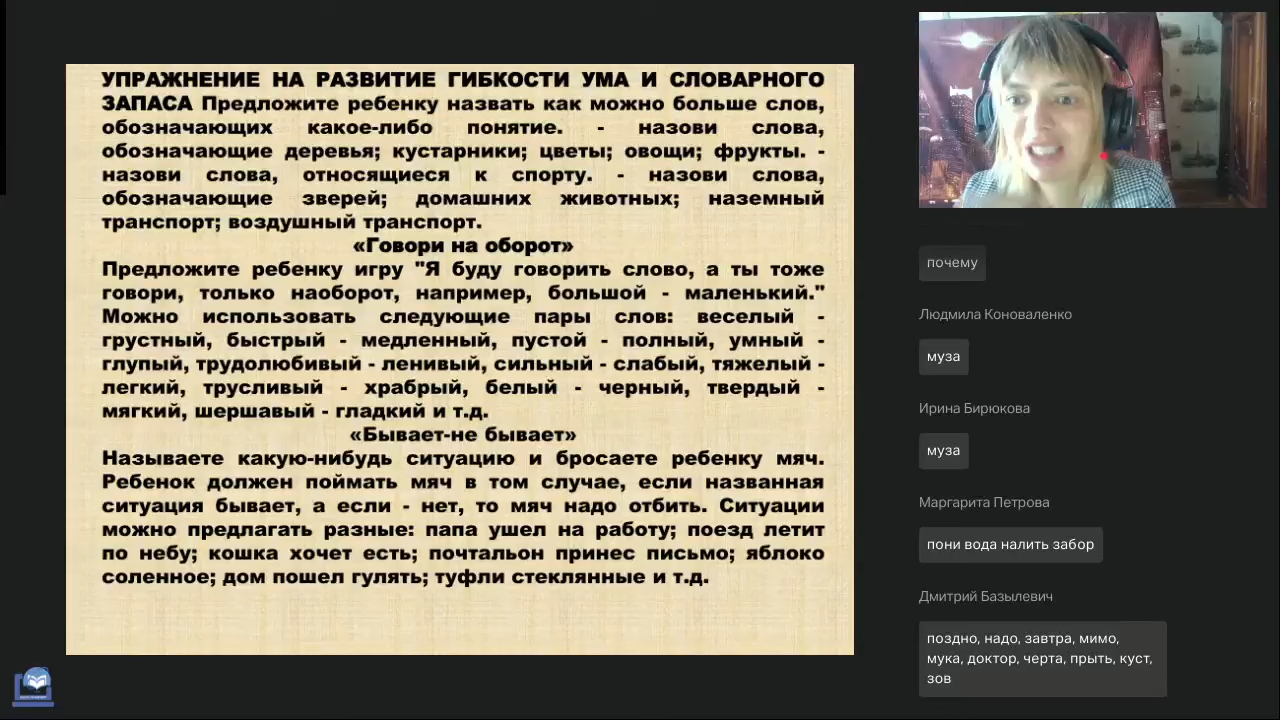 УПРАЖНЕНИЕ НА РАЗВИТИЕ ГИБКОСТИ УМА И СЛОВАРНОГО
ЗАПАСА Предложите ребенку назвать как можно больше слов,
обозначающих какое-либо понятие. - назови слова,
обозначающие деревья; кустарники; цветы; овощи; фрукты. -
назови слова, относящиеся к спорту. - назови слова,
обозначающие зверей; домашних животных; наземный
транспорт; воздушный транспорт.
«Говори на оборот»
Предложите ребенку игру "Я буду говорить слово, а ты тоже
говори, только наоборот, например, большой - маленький."
Можно использовать следующие пары слов: веселый -
грустный, быстрый - медленный, пустой - полный, умный -
глупый, трудолюбивый - ленивый, сильный - слабый, тяжелый -
легкий, трусливый - храбрый, белый - черный, твердый -
мягкий, шершавый - гладкий и т.д.
«Бывает-не бывает»
Называете какую-нибудь ситуацию и бросаете ребенку мяч.
Ребенок должен поймать мяч в том случае, если названная
ситуация бывает, а если - нет, то мяч надо отбить. Ситуации
можно предлагать разные: папа ушел на работу; поезд летит
по небу; кошка хочет есть; почтальон принес письмо; яблоко
соленное; дом пошел гулять; туфли стеклянные и т.д.
почему
Людмила Коноваленко
муза
Ирина Бирюкова
муза
Маргарита Петрова
пони вода налить забор
Дмитрий Базылевич
поздно, надо, завтра, мимо,
мука, доктор, черта, прыть, куст,
зов